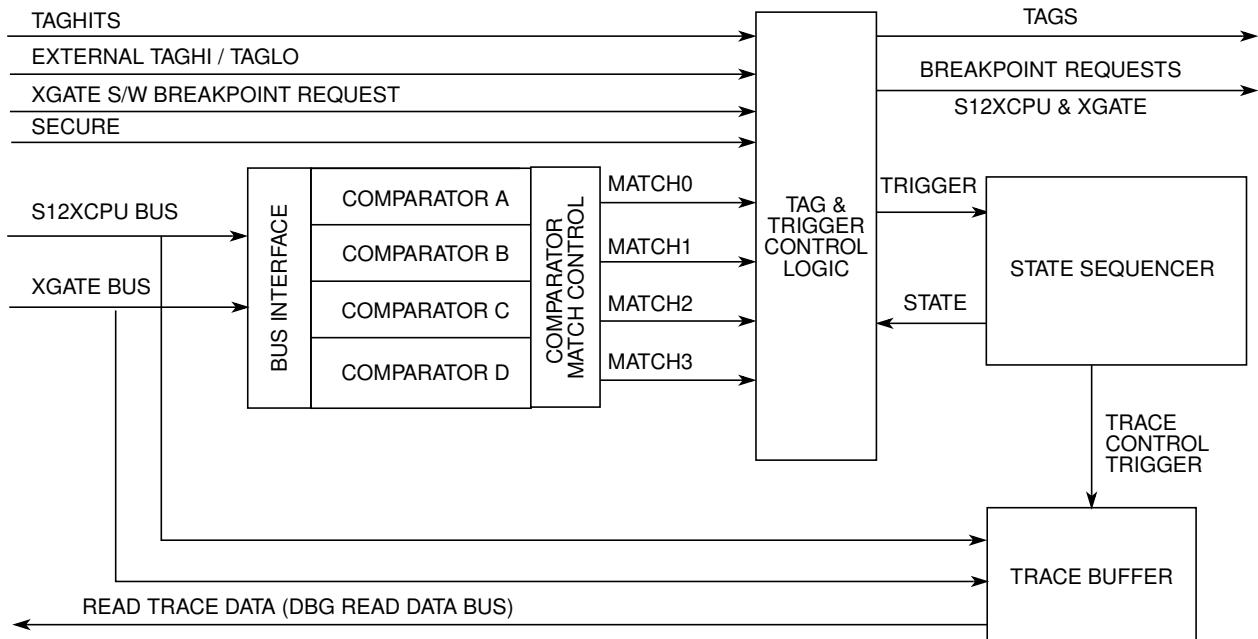 TAGHITS
EXTERNAL TAGHI / TAGLO
XGATE S/W BREAKPOINT REQUEST
SECURE
TAGS
BREAKPOINT REQUESTS
S12XCPU & XGATE
S12XCPU BUS
XGATE BUS
BUS INTERFACE
COMPARATOR A
COMPARATOR B
COMPARATOR C
COMPARATOR D
COMPARATOR
MATCH CONTROL
MATCH0
MATCH1
MATCH2
MATCH3
TAG &
TRIGGER
CONTROL
LOGIC
TRIGGER
STATE
STATE SEQUENCER
TRACE
CONTROL
TRIGGER
TRACE BUFFER
READ TRACE DATA (DBG READ DATA BUS)